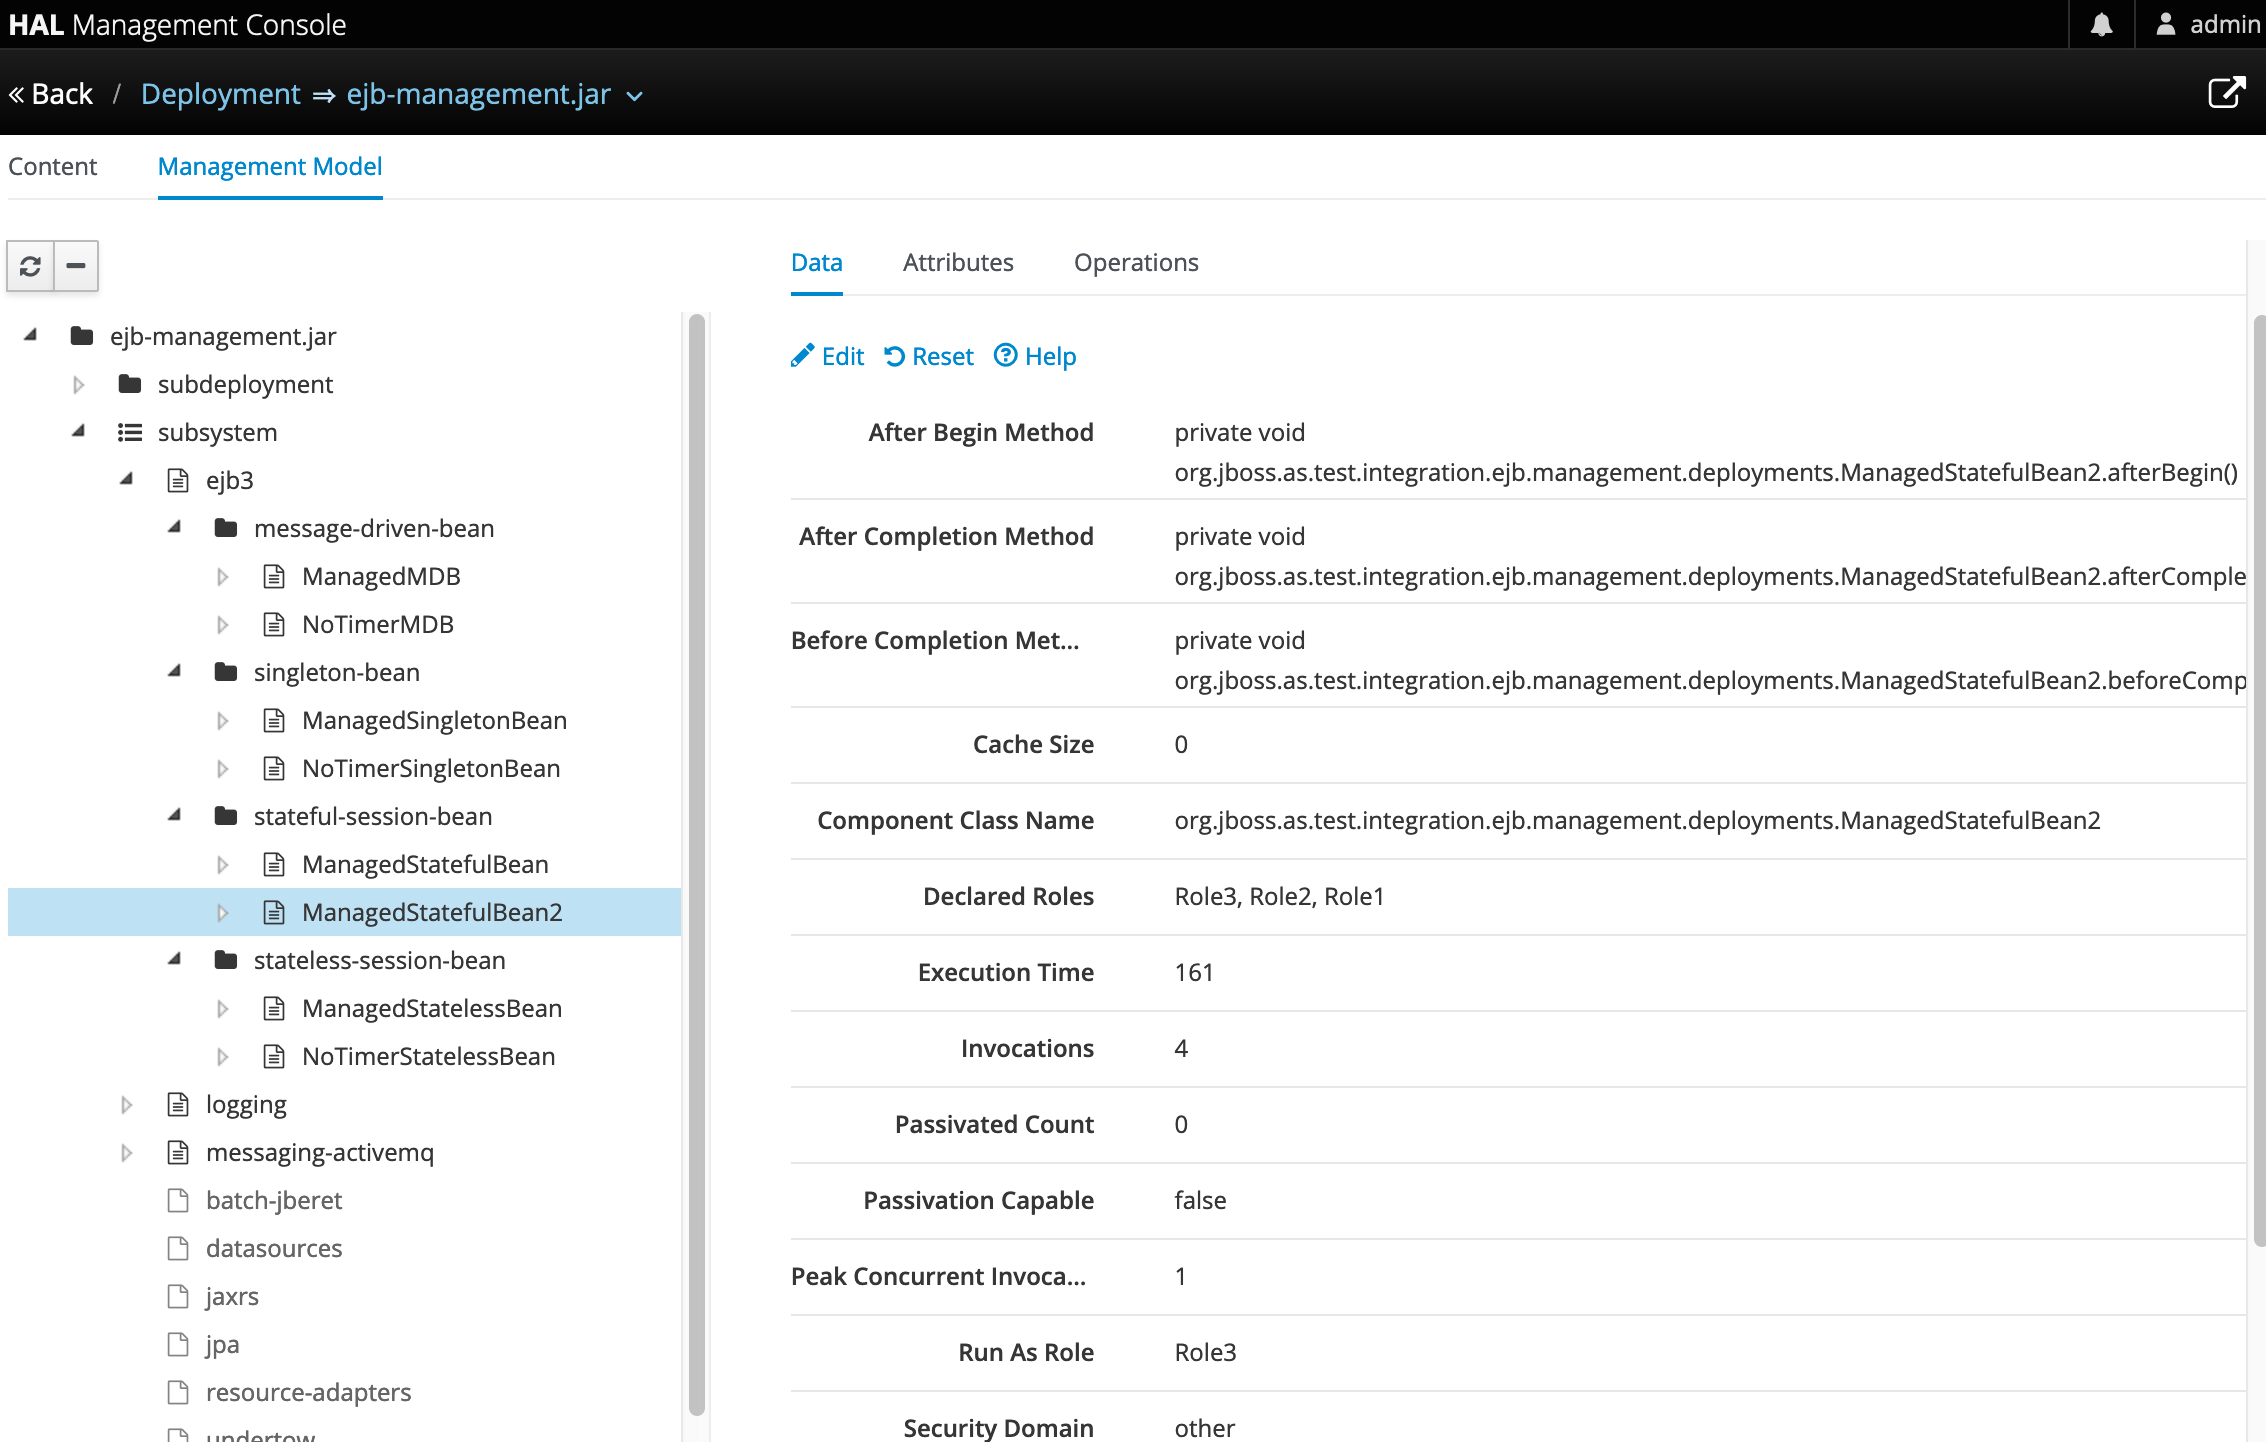 HAL Management Console
admin
« Back / Deployment ⇒ ejb-management.jar
Content
Management Model
ejb-management.jar
subdeployment
subsystem
ejb3
message-driven-bean
ManagedMDB
NoTimerMDB
singleton-bean
ManagedSingletonBean
NoTimerSingletonBean
stateful-session-bean
ManagedStatefulBean
ManagedStatefulBean2
stateless-session-bean
ManagedStatelessBean
NoTimerStatelessBean
logging
messaging-activemq
batch-jberet
datasources
jaxrs
jpa
resource-adapters
undertow
Data
Attributes
Operations
Edit
Reset
Help
After Begin Method
private void
org.jboss.as.test.integration.ejb.management.deployments.ManagedStatefulBean2.afterBegin()
After Completion Method
private void
org.jboss.as.test.integration.ejb.management.deployments.ManagedStatefulBean2.afterComple
Before Completion Met...
private void
org.jboss.as.test.integration.ejb.management.deployments.ManagedStatefulBean2.beforeComp
Cache Size
0
Component Class Name
org.jboss.as.test.integration.ejb.management.deployments.ManagedStatefulBean2
Declared Roles
Role3, Role2, Role1
Execution Time
161
Invocations
4
Passivated Count
0
Passivation Capable
false
Peak Concurrent Invoca...
1
Run As Role
Role3
Security Domain
other